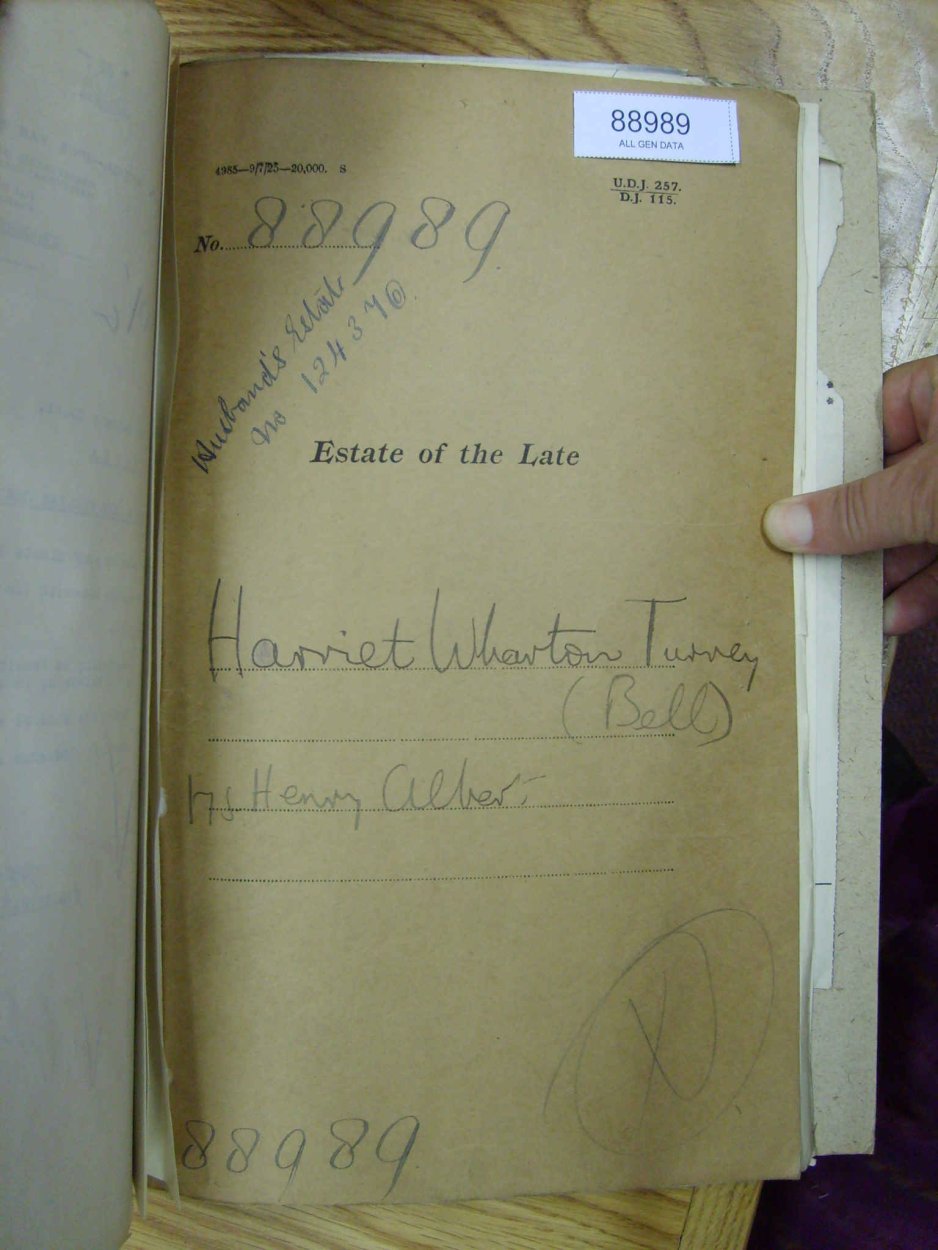 88989
ALL GEN DATA
4985—9/7/25—20,000. S
U.D.J. 257.
D.J. 115.
No. 88989
Husband's Estate
No 124376
Estate of the Late
Harriet Wharton Turvey
(Bell)
Henry Albert
88989